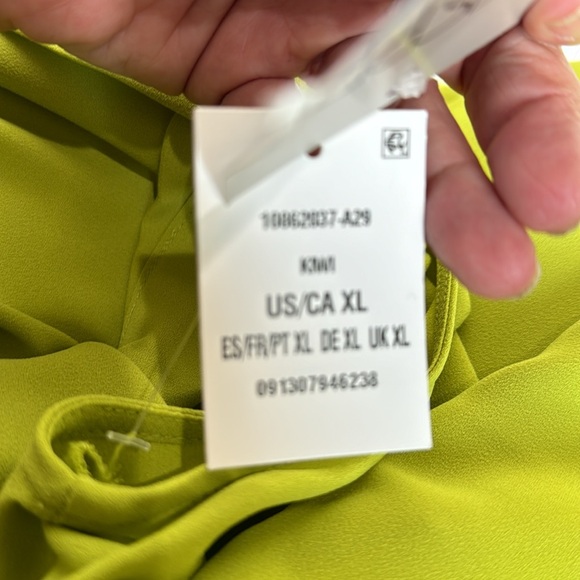 10862037-A29
KIWI
US/CA XL
ES/FR/PT XL DE XL UK XL
091307946238